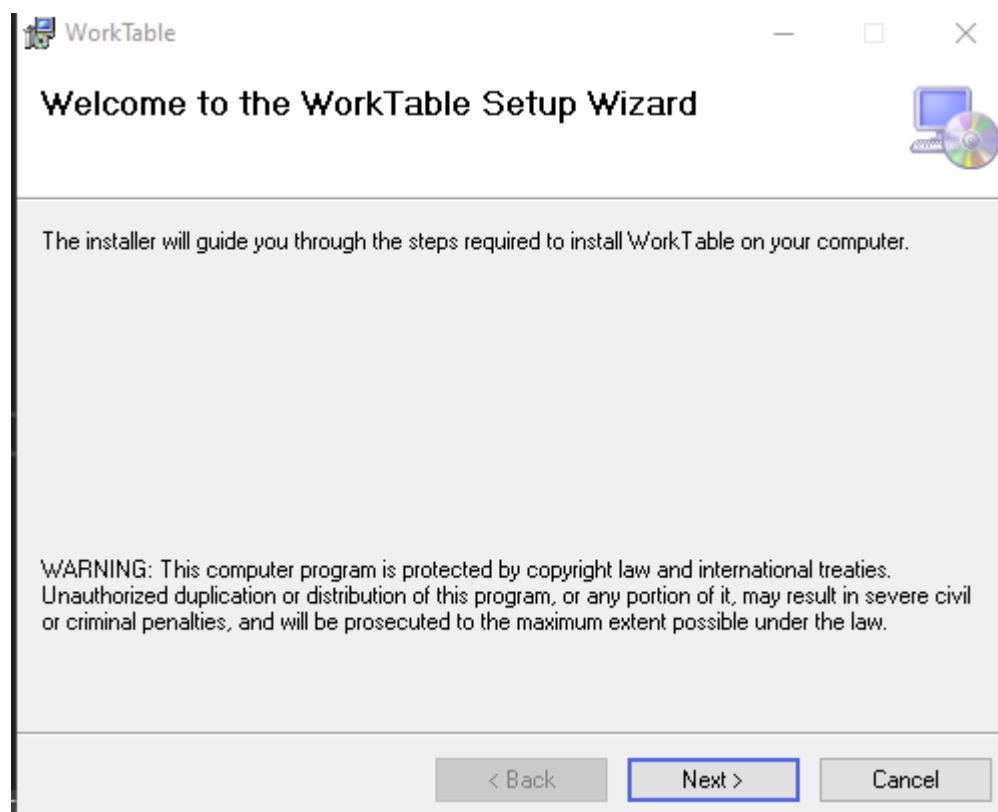 WorkTable
Welcome to the WorkTable Setup Wizard
The installer will guide you through the steps required to install WorkTable on your computer.
WARNING: This computer program is protected by copyright law and international treaties.
Unauthorized duplication or distribution of this program, or any portion of it, may result in severe civil
or criminal penalties, and will be prosecuted to the maximum extent possible under the law.
< Back Next > Cancel